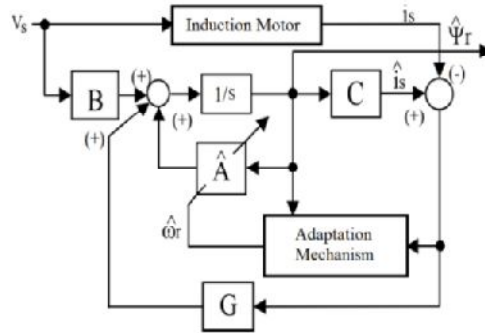 Vs
Induction Motor
is
Ψ̂r
(+)
(-)
B
1/s
C
îs
(+)
(+)
(+)
Â
ω̂r
Adaptation
Mechanism
G